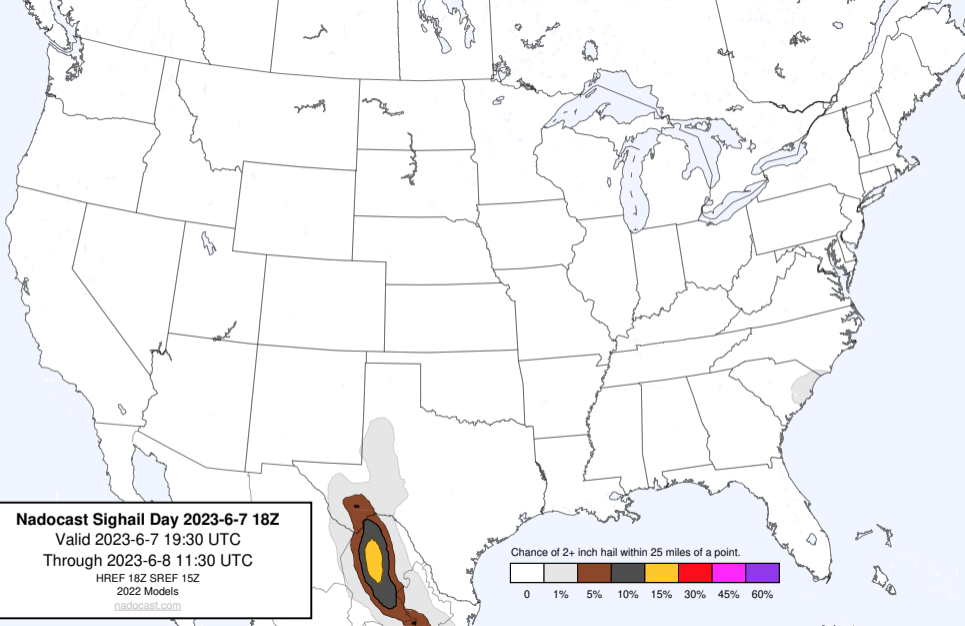 Nadocast Sighail Day 2023-6-7 18Z
Valid 2023-6-7 19:30 UTC
Through 2023-6-8 11:30 UTC
HREF 18Z SREF 15Z
2022 Models
nadocast.com
Chance of 2+ inch hail within 25 miles of a point.
0 1% 5% 10% 15% 30% 45% 60%